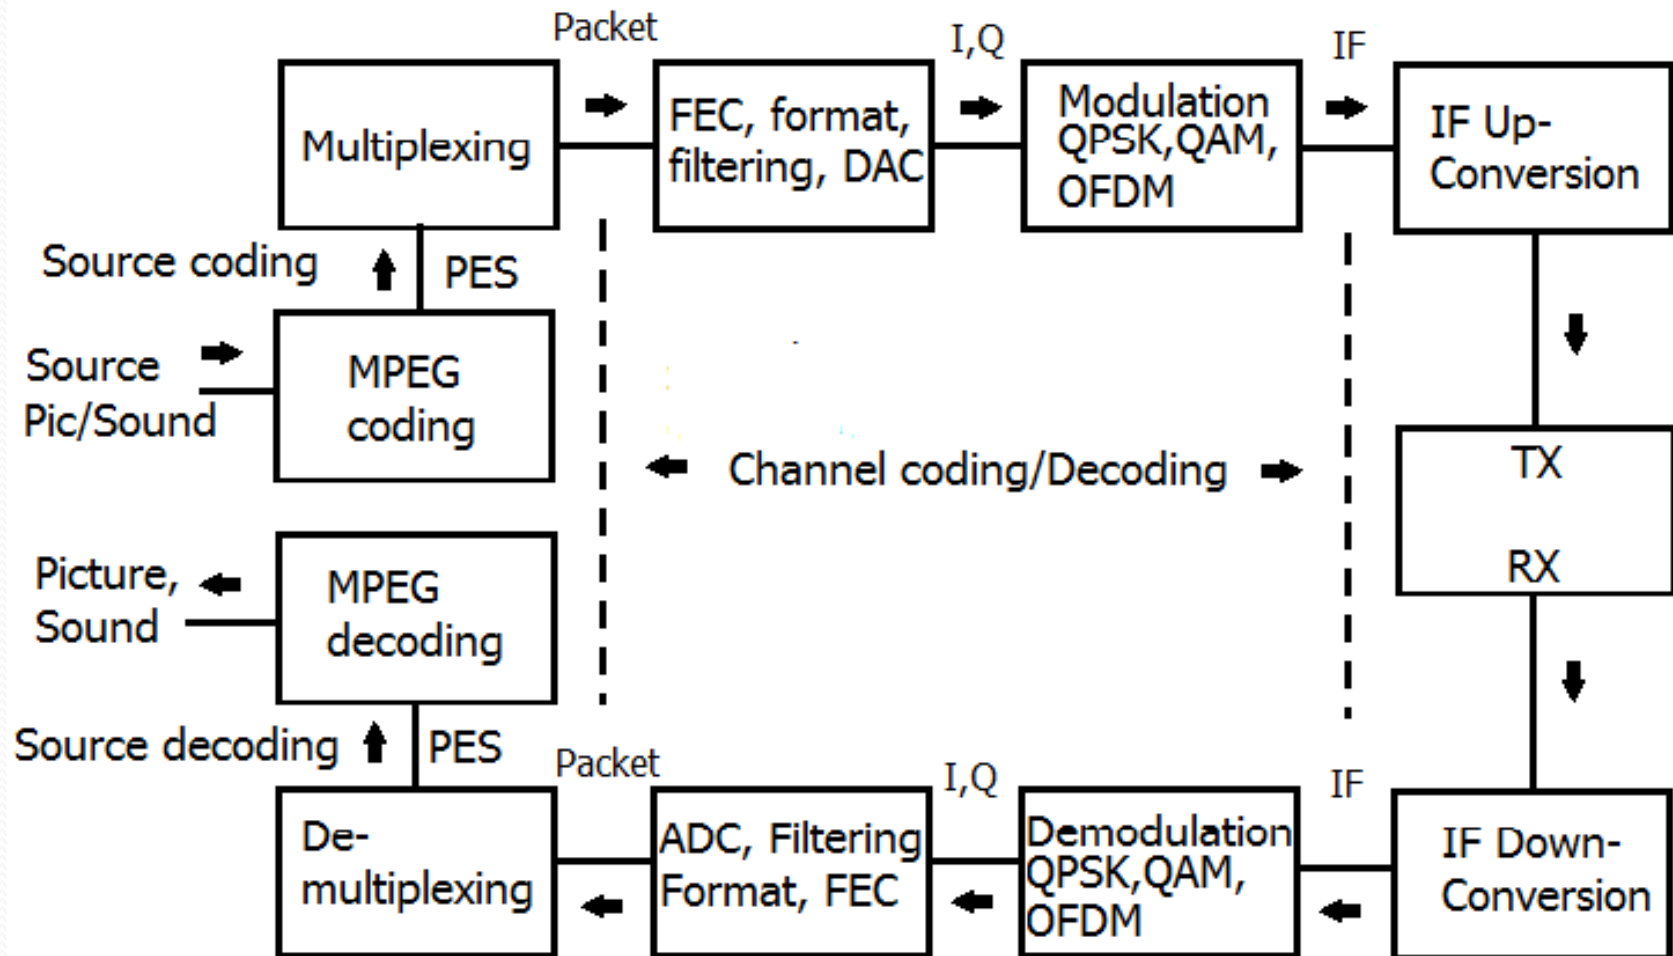 Packet
I,Q
IF
Multiplexing
FEC, format,
filtering, DAC
Modulation
QPSK,QAM,
OFDM
IF Up-
Conversion
Source coding
PES
Source
Pic/Sound
MPEG
coding
Channel coding/Decoding
TX
RX
Picture,
Sound
MPEG
decoding
Source decoding
PES
Packet
I,Q
IF
De-
multiplexing
ADC, Filtering
Format, FEC
Demodulation
QPSK,QAM,
OFDM
IF Down-
Conversion